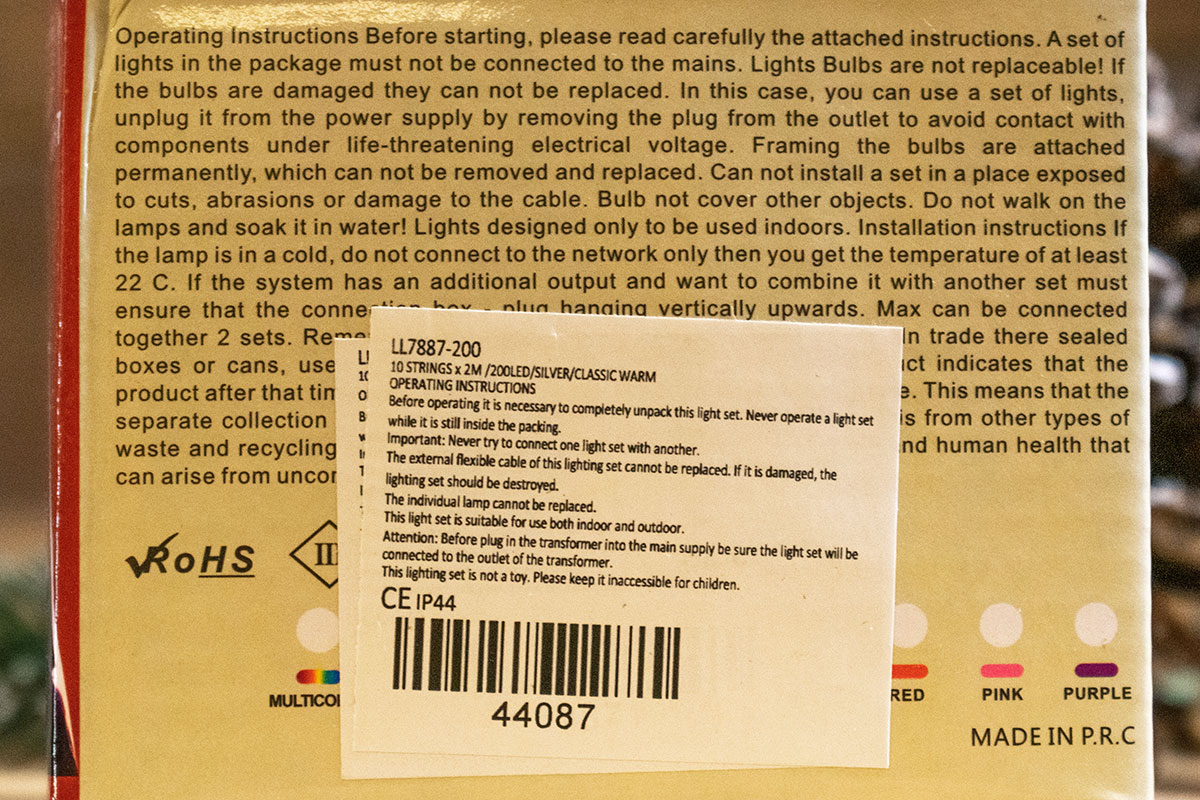 Operating Instructions Before starting, please read carefully the attached instructions. A set of
lights in the package must not be connected to the mains. Lights Bulbs are not replaceable! If
the bulbs are damaged they can not be replaced. In this case, you can use a set of lights,
unplug it from the power supply by removing the plug from the outlet to avoid contact with
components under life-threatening electrical voltage. Framing the bulbs are attached
permanently, which can not be removed and replaced. Can not install a set in a place exposed
to cuts, abrasions or damage to the cable. Bulb not cover other objects. Do not walk on the
lamps and soak it in water! Lights designed only to be used indoors. Installation instructions If
the lamp is in a cold, do not connect to the network only then you get the temperature of at least
22 C. If the system has an additional output and want to combine it with another set must
ensure that the connection box - plug hanging vertically upwards. Max can be connected
together 2 sets. In trade there sealed
boxes or cans, use indicates that the
product after that This means that the
separate collection from other types of
waste and recycling human health that
can arise from
LL7887-200
10 STRINGS x 2M /200LED/SILVER/CLASSIC WARM
OPERATING INSTRUCTIONS
Before operating it is necessary to completely unpack this light set. Never operate a light set
while it is still inside the packing.
Important: Never try to connect one light set with another.
The external flexible cable of this lighting set cannot be replaced. If it is damaged, the
lighting set should be destroyed.
The individual lamp cannot be replaced.
This light set is suitable for use both indoor and outdoor.
Attention: Before plug in the transformer into the main supply be sure the light set will be
connected to the outlet of the transformer.
This lighting set is not a toy. Please keep it inaccessible for children.
CE IP44
44087
RoHS
III
RED PINK PURPLE
MADE IN P.R.C